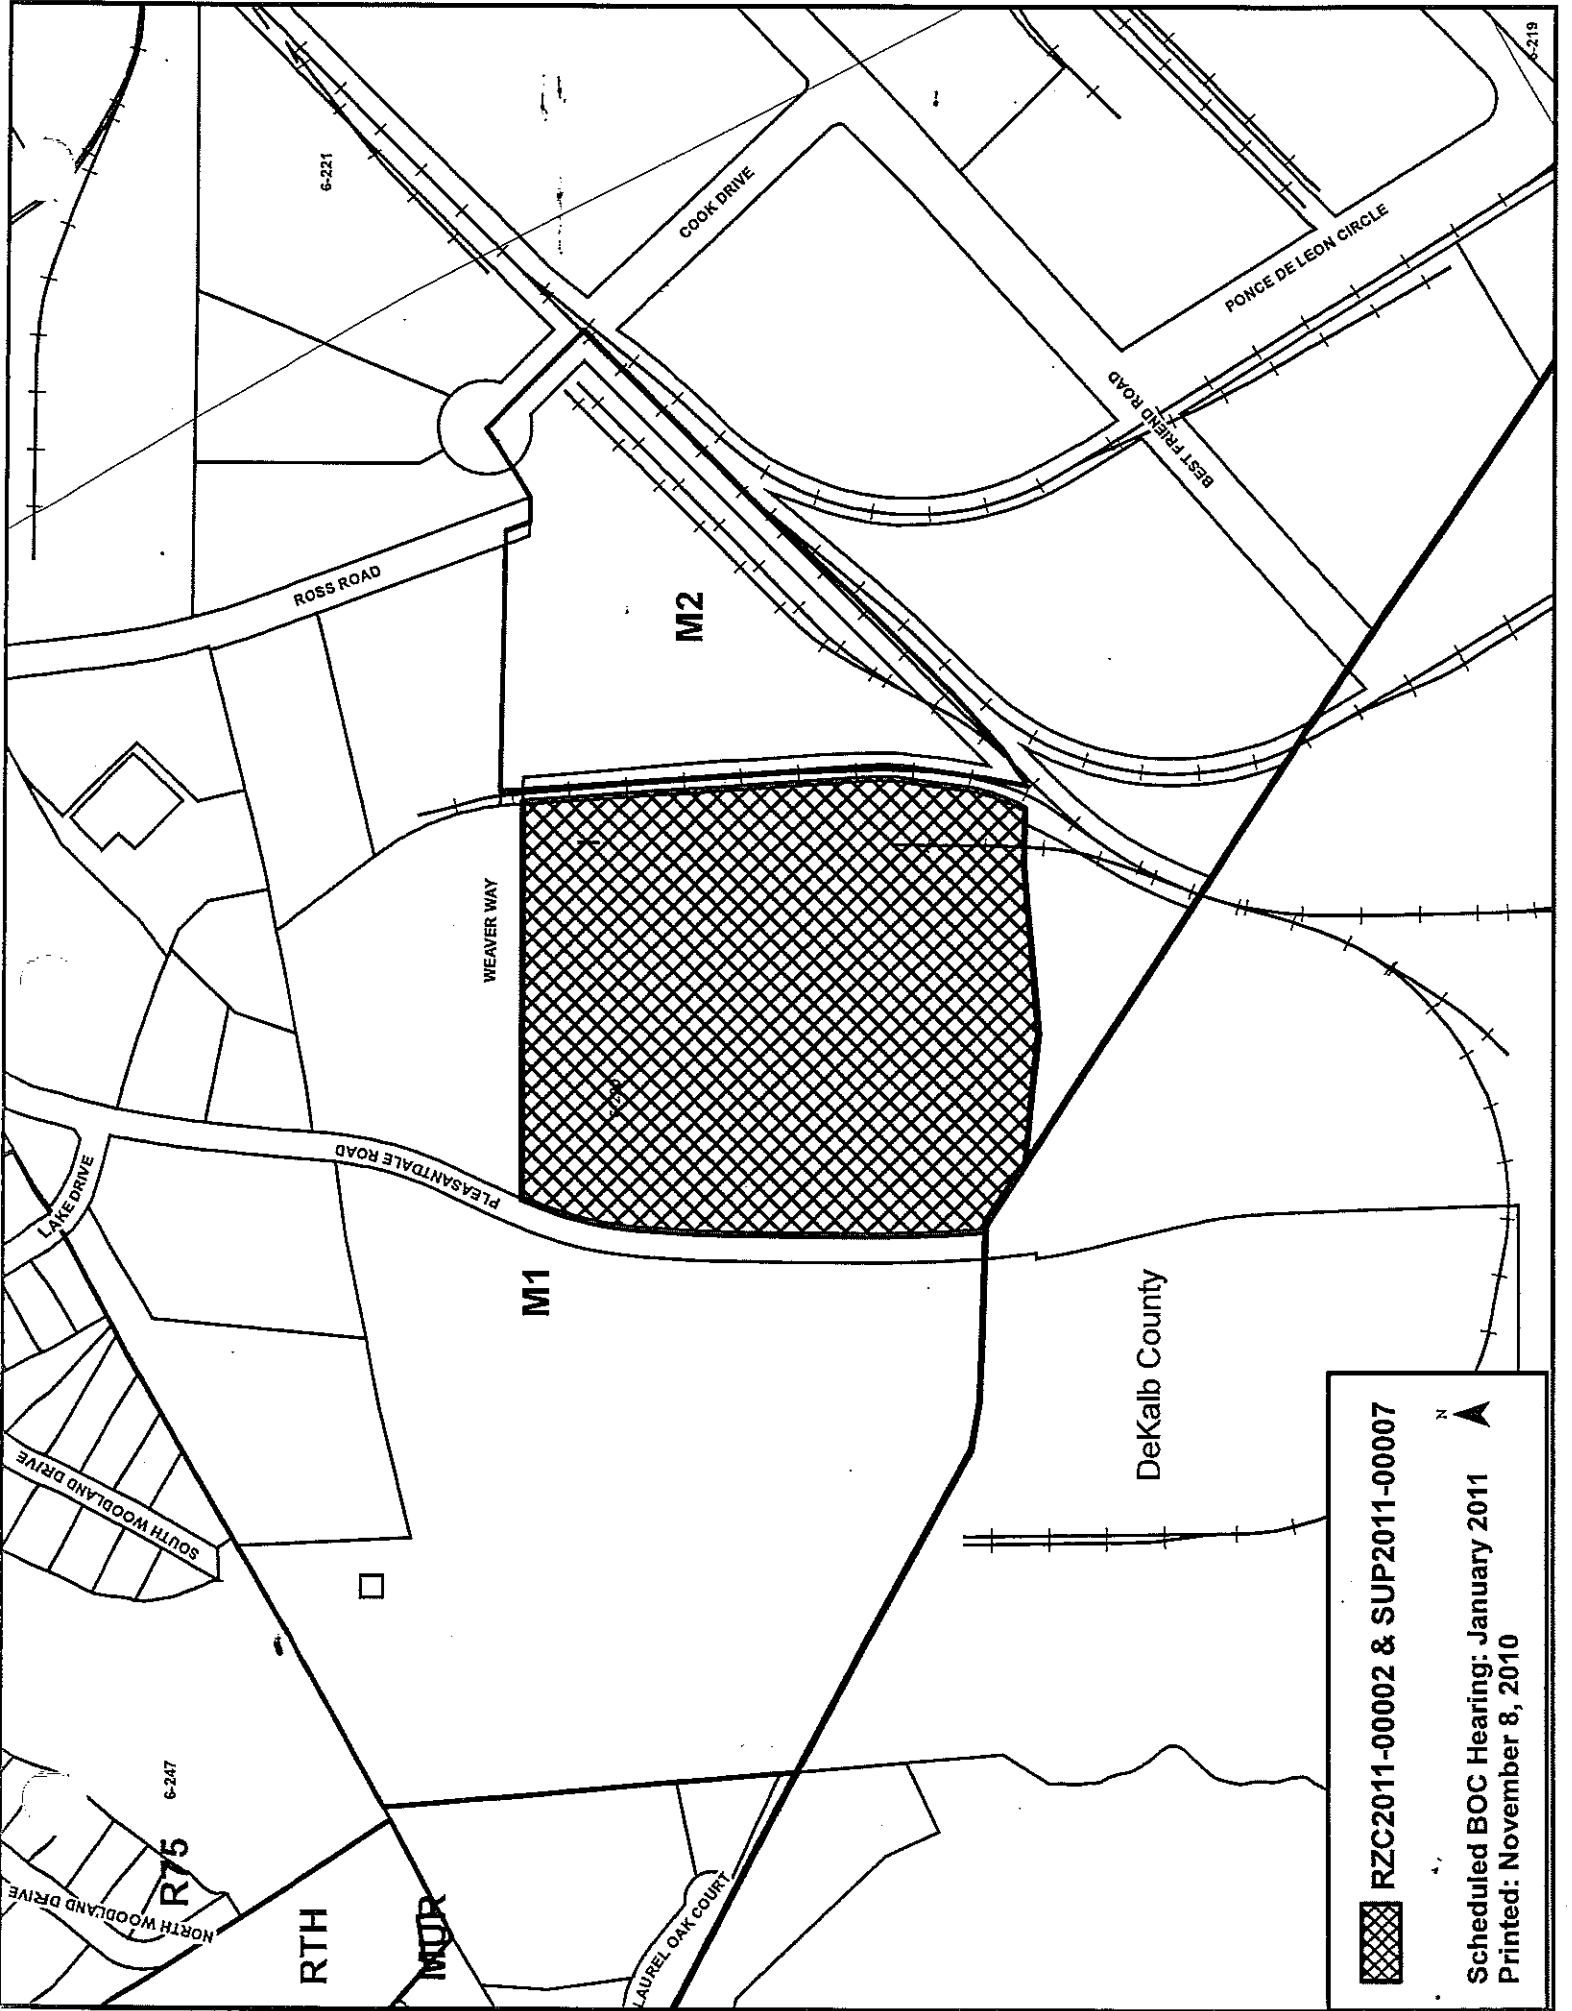 6-219
6-221
COOK DRIVE
PONCE DE LEON CIRCLE
BEST FRIEND ROAD
ROSS ROAD
M2
WEAVER WAY
PLEASANTDALE ROAD
LAKE DRIVE
M1
SOUTH WOODLAND DRIVE
DeKalb County
6-247
R75
NORTH WOODLAND DRIVE
RTH
MUR
LAUREL OAK COURT
RZC2011-00002 & SUP2011-00007
N
Scheduled BOC Hearing: January 2011
Printed: November 8, 2010